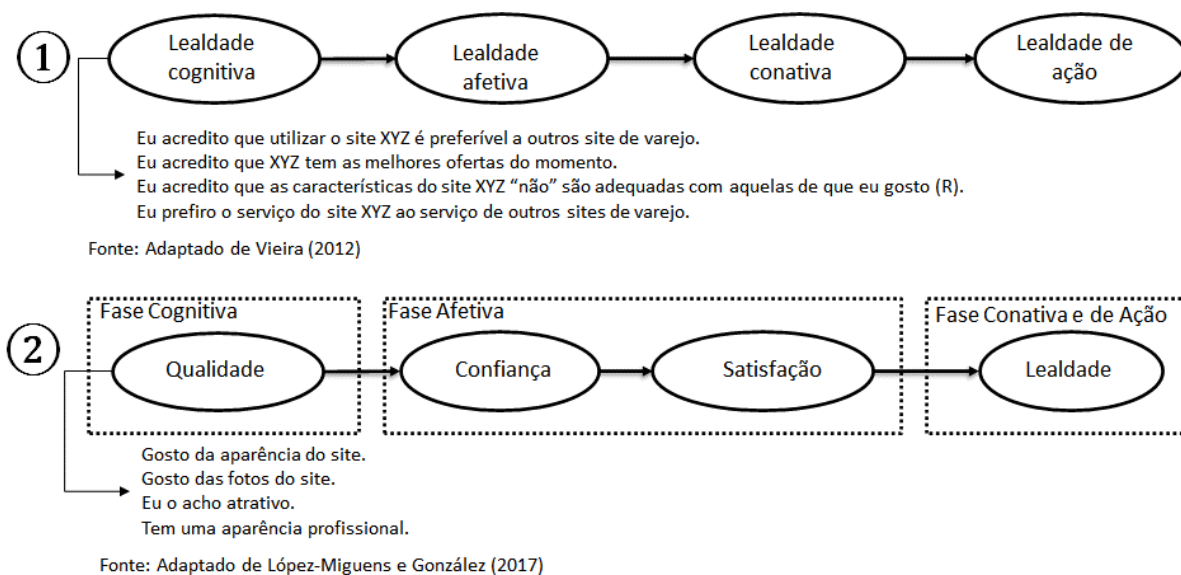 1
Lealdade
cognitiva
Lealdade
afetiva
Lealdade
conativa
Lealdade de
ação
Eu acredito que utilizar o site XYZ é preferível a outros site de varejo.
Eu acredito que XYZ tem as melhores ofertas do momento.
Eu acredito que as características do site XYZ “não” são adequadas com aquelas de que eu gosto (R).
Eu prefiro o serviço do site XYZ ao serviço de outros sites de varejo.
Fonte: Adaptado de Vieira (2012)
2
Fase Cognitiva
Qualidade
Fase Afetiva
Confiança
Satisfação
Fase Conativa e de Ação
Lealdade
Gosto da aparência do site.
Gosto das fotos do site.
Eu o acho atrativo.
Tem uma aparência profissional.
Fonte: Adaptado de López-Miguens e González (2017)